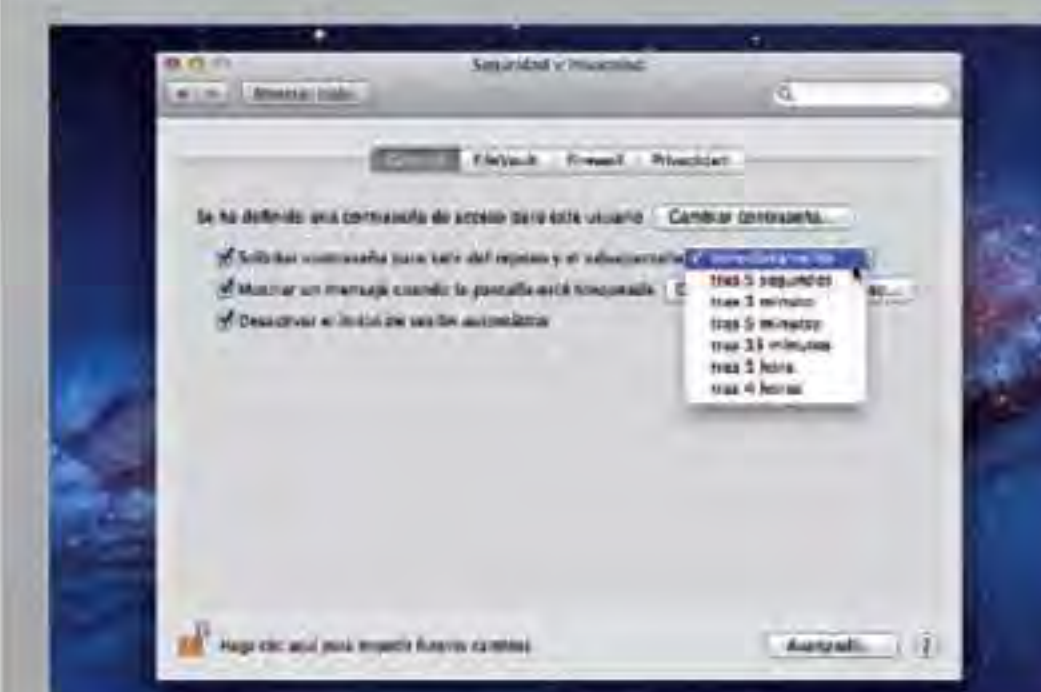 Seguridad y Privacidad
Mostrar todo
General FileVault Firewall Privacidad
Se ha definido una contraseña de acceso para este usuario Cambiar contraseña...
Solicitar contraseña para salir del reposo y el salvapantallas inmediatamente
tras 5 segundos
Mostrar un mensaje cuando la pantalla está bloqueada
tras 1 minuto
Desactivar el inicio de sesión automático
tras 5 minutos
tras 15 minutos
tras 1 hora
tras 4 horas
Haga clic aquí para impedir futuros cambios
Avanzado... ?